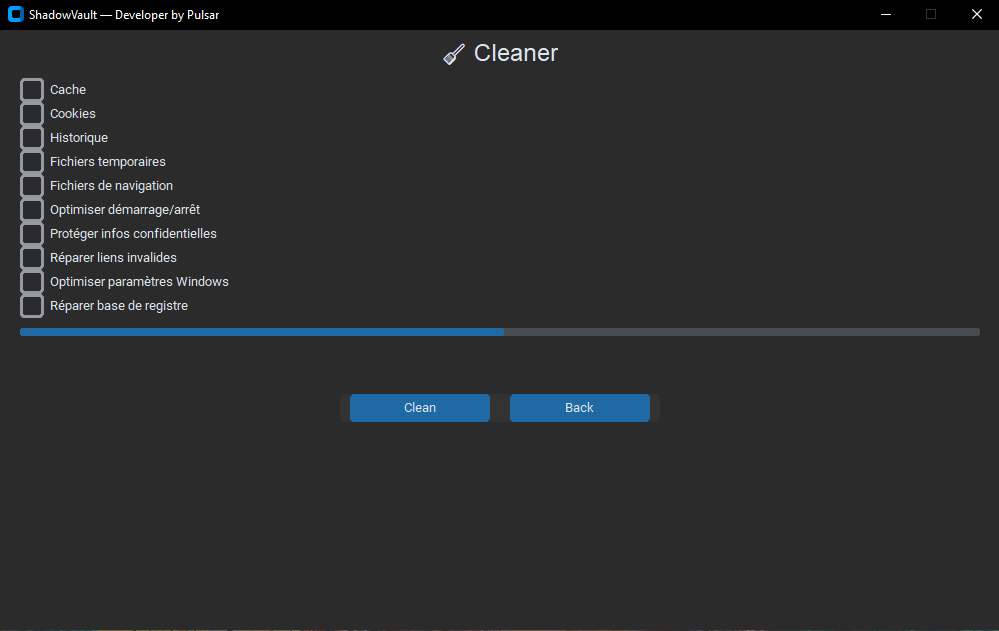 ShadowVault — Developer by Pulsar
Cleaner
Cache
Cookies
Historique
Fichiers temporaires
Fichiers de navigation
Optimiser démarrage/arrêt
Protéger infos confidentielles
Réparer liens invalides
Optimiser paramètres Windows
Réparer base de registre
Clean Back